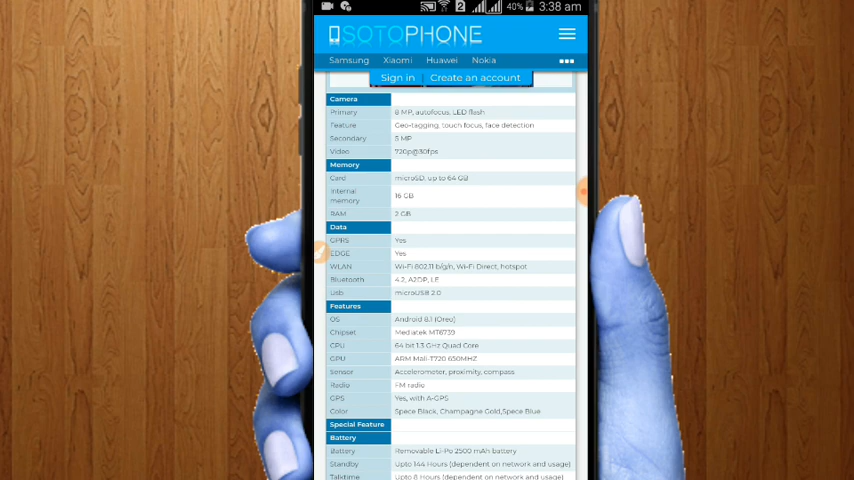 2 40% 3:38 am
SOTOPHONE
Samsung Xiaomi Huawei Nokia
Sign in | Create an account
Camera
Primary 8 MP, autofocus, LED flash
Feature Geo-tagging, touch focus, face detection
Secondary 5 MP
Video 720p@30fps
Memory
Card microSD, up to 64 GB
Internal memory 16 GB
RAM 2 GB
Data
GPRS Yes
EDGE Yes
WLAN Wi-Fi 802.11 b/g/n, Wi-Fi Direct, hotspot
Bluetooth 4.2, A2DP, LE
Usb microUSB 2.0
Features
OS Android 8.1 (Oreo)
Chipset Mediatek MT6739
CPU 64 bit 1.3 GHz Quad Core
GPU ARM Mali-T720 650MHZ
Sensor Accelerometer, proximity, compass
Radio FM radio
GPS Yes, with A-GPS
Color Spece Black, Champagne Gold,Spece Blue
Special Feature
Battery
Battery Removable Li-Po 2500 mAh battery
Standby Upto 144 Hours (dependent on network and usage)
Talktime Upto 8 Hours (dependent on network and usage)